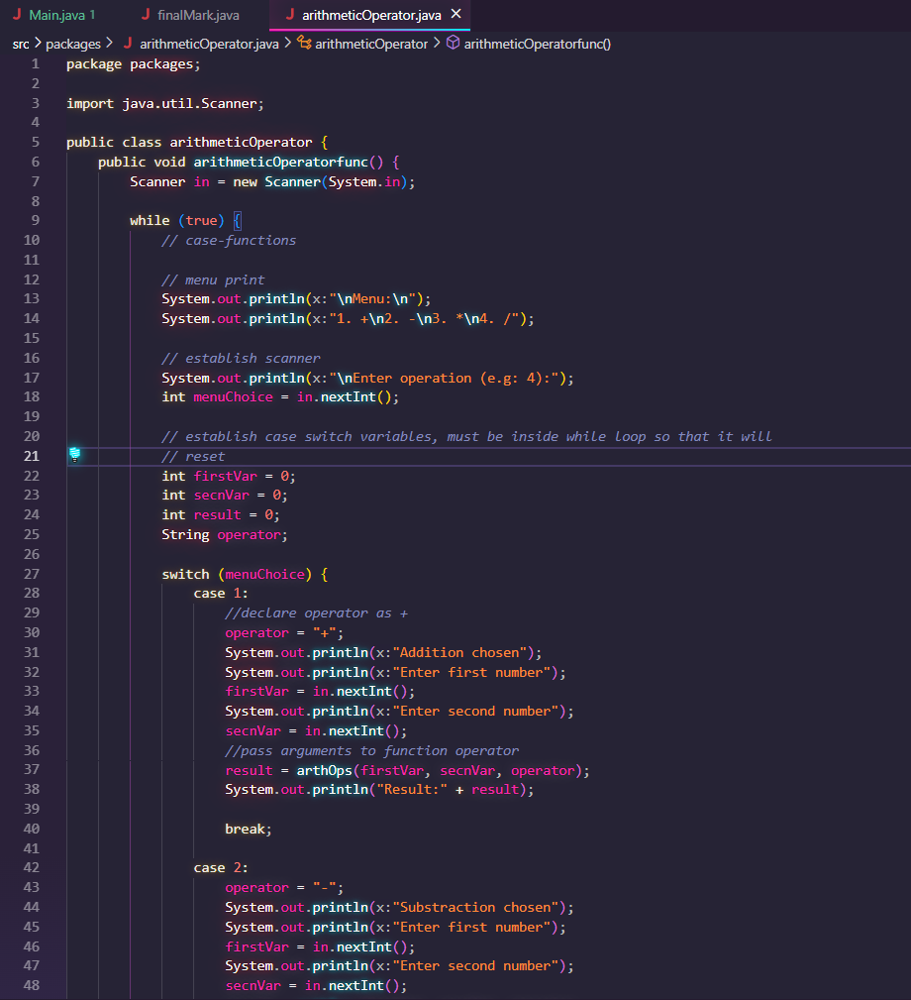 Main.java 1 finalMark.java arithmeticOperator.java
src > packages > arithmeticOperator.java > arithmeticOperator > arithmeticOperatorfunc()
1 package packages;
2
3 import java.util.Scanner;
4
5 public class arithmeticOperator {
6 public void arithmeticOperatorfunc() {
7 Scanner in = new Scanner(System.in);
8
9 while (true) {
10 // case-functions
11
12 // menu print
13 System.out.println(x:"\nMenu:\n");
14 System.out.println(x:"1. +\n2. -\n3. *\n4. /");
15
16 // establish scanner
17 System.out.println(x:"\nEnter operation (e.g: 4):");
18 int menuChoice = in.nextInt();
19
20 // establish case switch variables, must be inside while loop so that it will
21 // reset
22 int firstVar = 0;
23 int secnVar = 0;
24 int result = 0;
25 String operator;
26
27 switch (menuChoice) {
28 case 1:
29 //declare operator as +
30 operator = "+";
31 System.out.println(x:"Addition chosen");
32 System.out.println(x:"Enter first number");
33 firstVar = in.nextInt();
34 System.out.println(x:"Enter second number");
35 secnVar = in.nextInt();
36 //pass arguments to function operator
37 result = arthOps(firstVar, secnVar, operator);
38 System.out.println("Result:" + result);
39
40 break;
41
42 case 2:
43 operator = "-";
44 System.out.println(x:"Substraction chosen");
45 System.out.println(x:"Enter first number");
46 firstVar = in.nextInt();
47 System.out.println(x:"Enter second number");
48 secnVar = in.nextInt();